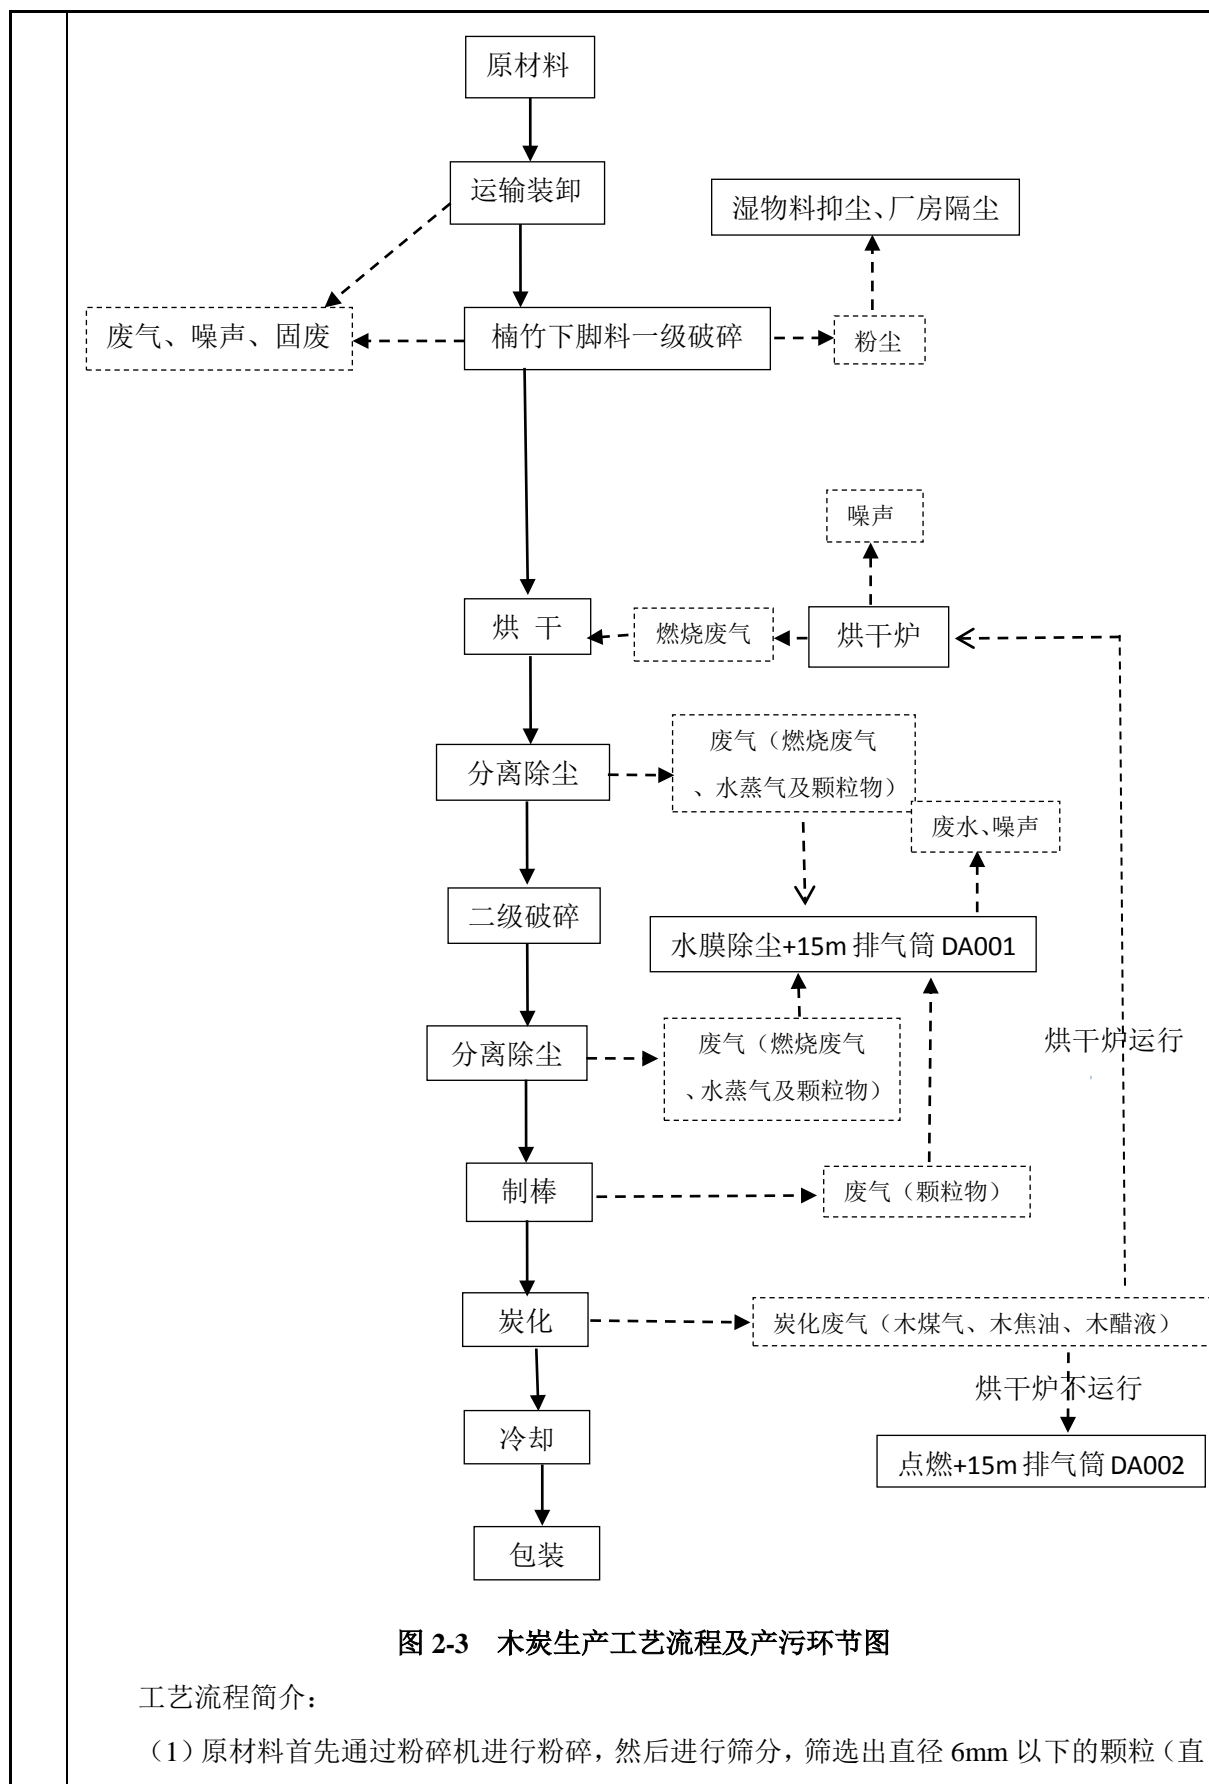 原材料
运输装卸
湿物料抑尘、厂房隔尘
废气、噪声、固废
楠竹下脚料一级破碎
粉尘
噪声
烘 干
燃烧废气
烘干炉
分离除尘
废气（燃烧废气
、水蒸气及颗粒物）
废水、噪声
二级破碎
水膜除尘+15m 排气筒 DA001
分离除尘
废气（燃烧废气
、水蒸气及颗粒物）
烘干炉运行
制棒
废气（颗粒物）
炭化
炭化废气（木煤气、木焦油、木醋液）
烘干炉不运行
冷却
点燃+15m 排气筒 DA002
包装
图 2-3 木炭生产工艺流程及产污环节图
工艺流程简介：
（1）原材料首先通过粉碎机进行粉碎，然后进行筛分，筛选出直径 6mm 以下的颗粒（直